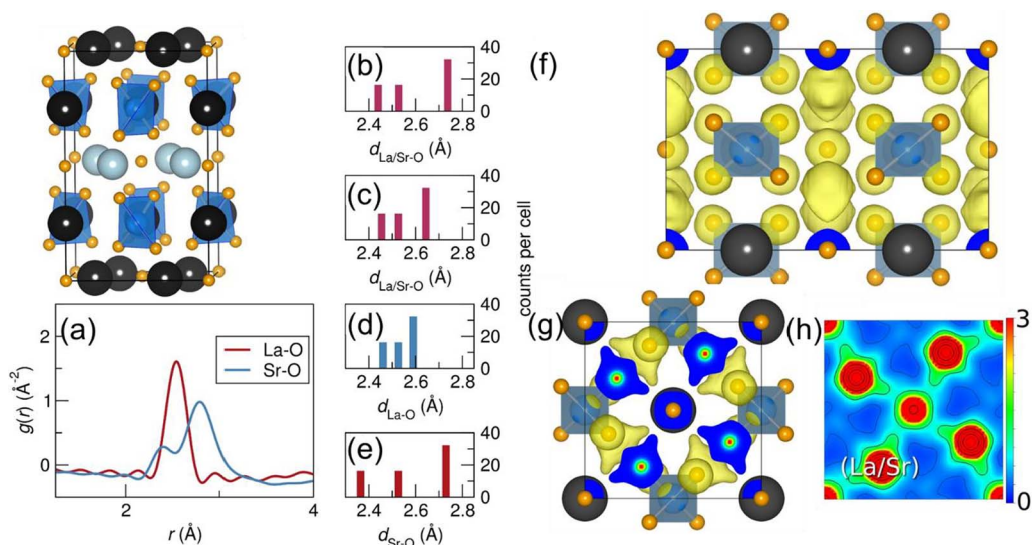 (b)
40
20
0
2.4 2.6 2.8
d_La/Sr-O (Å)
(c)
40
20
0
2.4 2.6 2.8
d_La/Sr-O (Å)
(a)
La-O
Sr-O
g(r) (Å⁻²)
1
0
2 4
r (Å)
(d)
40
20
0
2.4 2.6 2.8
d_La-O (Å)
(e)
40
20
0
2.4 2.6 2.8
d_Sr-O (Å)
counts per cell
(f)
(g)
(h)
(La/Sr)
3
0